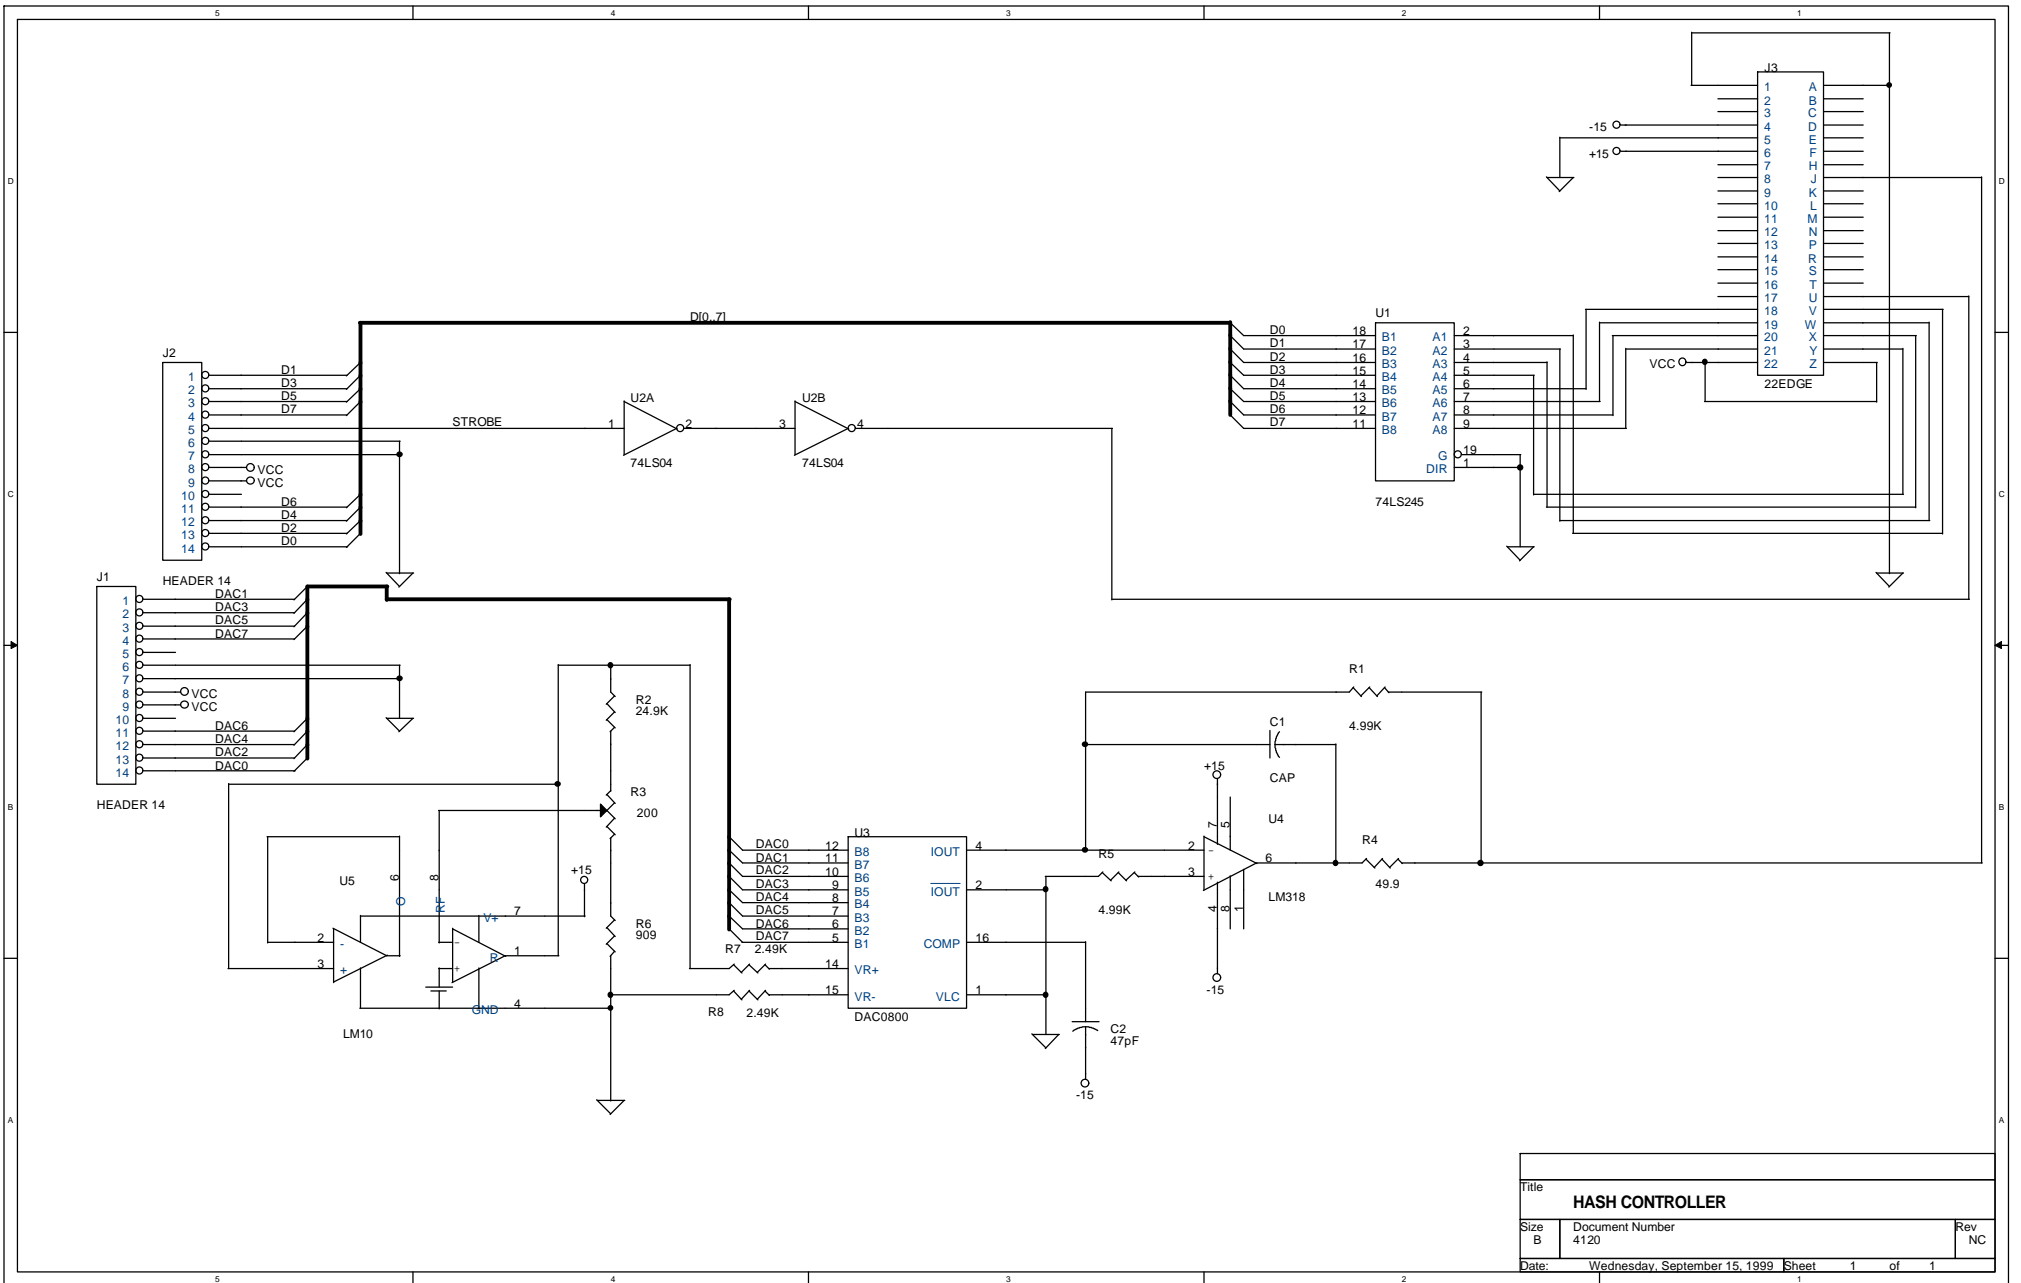 5 4 3 2 1
D
C
B
A
D
C
B
A
J3
1 A
2 B
3 C
4 D
5 E
6 F
7 H
8 J
9 K
10 L
11 M
12 N
13 P
14 R
15 S
16 T
17 U
18 V
19 W
20 X
21 Y
22 Z
22EDGE
-15
+15
VCC
D[0..7]
U1
D0 18 B1 A1 2
D1 17 B2 A2 3
D2 16 B3 A3 4
D3 15 B4 A4 5
D4 14 B5 A5 6
D5 13 B6 A6 7
D6 12 B7 A7 8
D7 11 B8 A8 9
G 19
DIR 1
74LS245
J2
1 D1
2 D3
3 D5
4 D7
5 STROBE
6
7
8 VCC
9 VCC
10
11 D6
12 D4
13 D2
14 D0
HEADER 14
U2A
1 2
74LS04
U2B
3 4
74LS04
J1
1 DAC1
2 DAC3
3 DAC5
4 DAC7
5
6
7
8 VCC
9 VCC
10
11 DAC6
12 DAC4
13 DAC2
14 DAC0
HEADER 14
R2
24.9K
R3
200
R6
909
+15
U5
6
O
8
RF
V+ 7
2 -
3 +
−
+
R 1
GND 4
LM10
R7 2.49K
R8 2.49K
U3
DAC0 12 B8 IOUT 4
DAC1 11 B7
DAC2 10 B6
DAC3 9 B5 IOUT 2
DAC4 8 B4
DAC5 7 B3
DAC6 6 B2
DAC7 5 B1 COMP 16
14 VR+
15 VR- VLC 1
DAC0800
C2
47pF
-15
R5
4.99K
R1
4.99K
C1
CAP
+15
7 5
U4
2 −
3 +
6
4 8 1
LM318
-15
R4
49.9
Title
HASH CONTROLLER
Size
B
Document Number
4120
Rev
NC
Date: Wednesday, September 15, 1999 Sheet 1 of 1
5 4 3 2 1